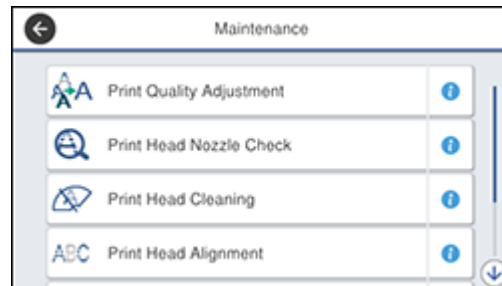 Maintenance
Print Quality Adjustment
Print Head Nozzle Check
Print Head Cleaning
Print Head Alignment